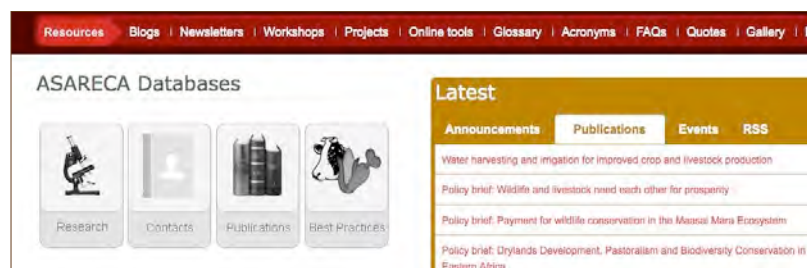 Resources Blogs | Newsletters | Workshops | Projects | Online tools | Glossary | Acronyms | FAQs | Quotes | Gallery |
ASARECA Databases
Research Contacts Publications Best Practices
Latest
Announcements Publications Events RSS
Water harvesting and irrigation for improved crop and livestock production
Policy brief: Wildlife and livestock need each other for prosperity
Policy brief: Payment for wildlife conservation in the Maasai Mara Ecosystem
Policy brief: Drylands Development, Pastoralism and Biodiversity Conservation in
Eastern Africa